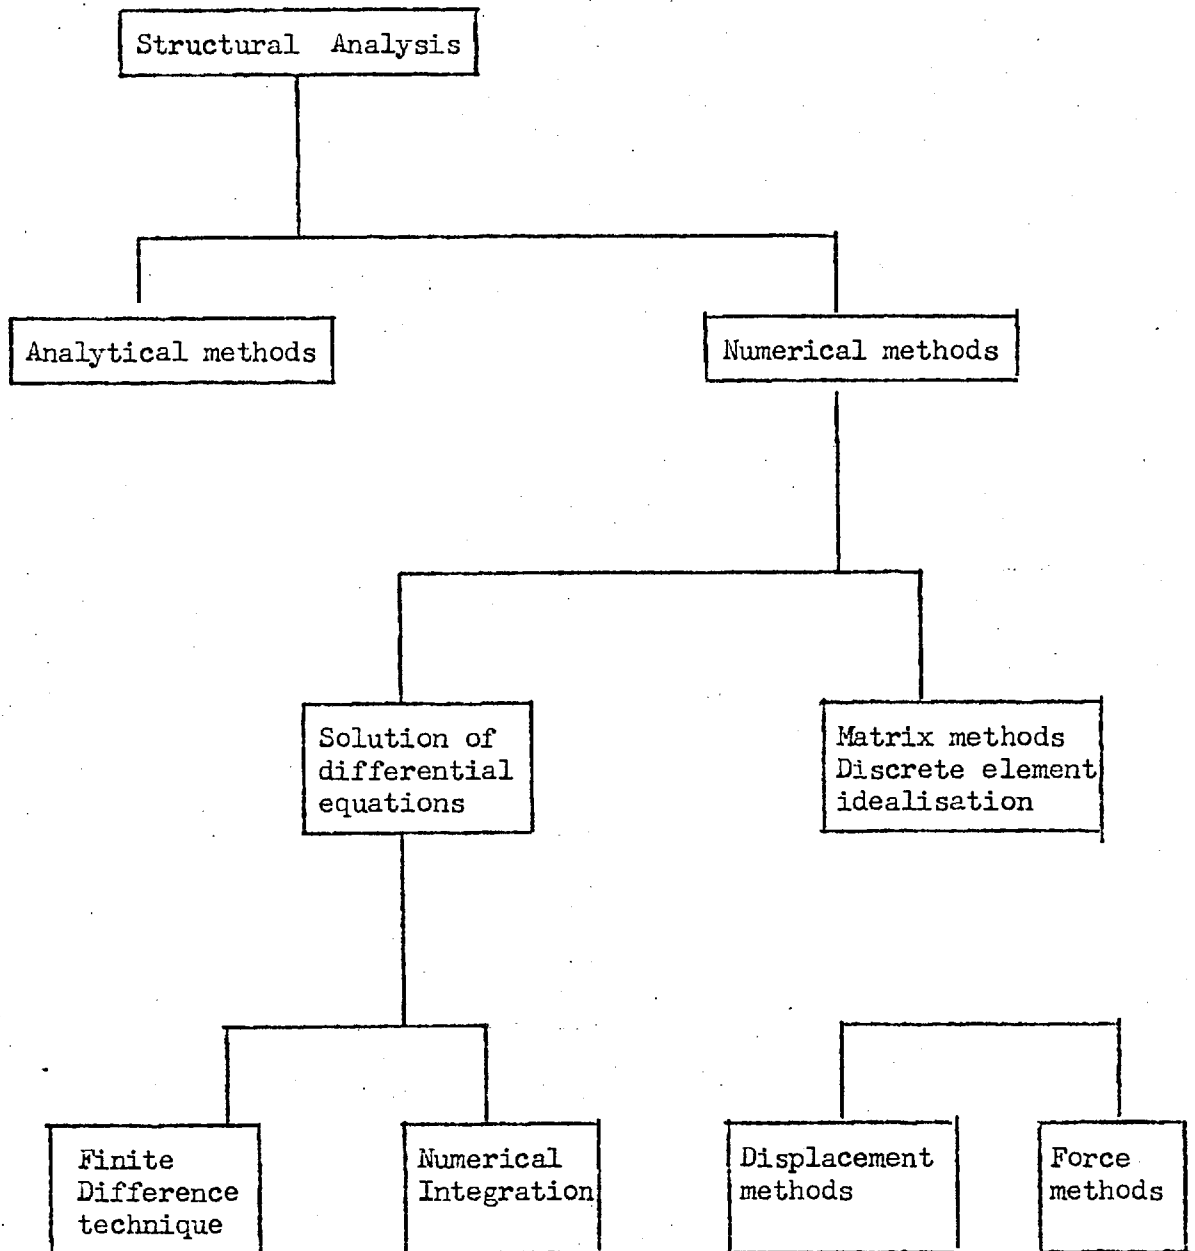 Structural Analysis
Analytical methods
Numerical methods
Solution of
differential
equations
Matrix methods
Discrete element
idealisation
Finite
Difference
technique
Numerical
Integration
Displacement
methods
Force
methods